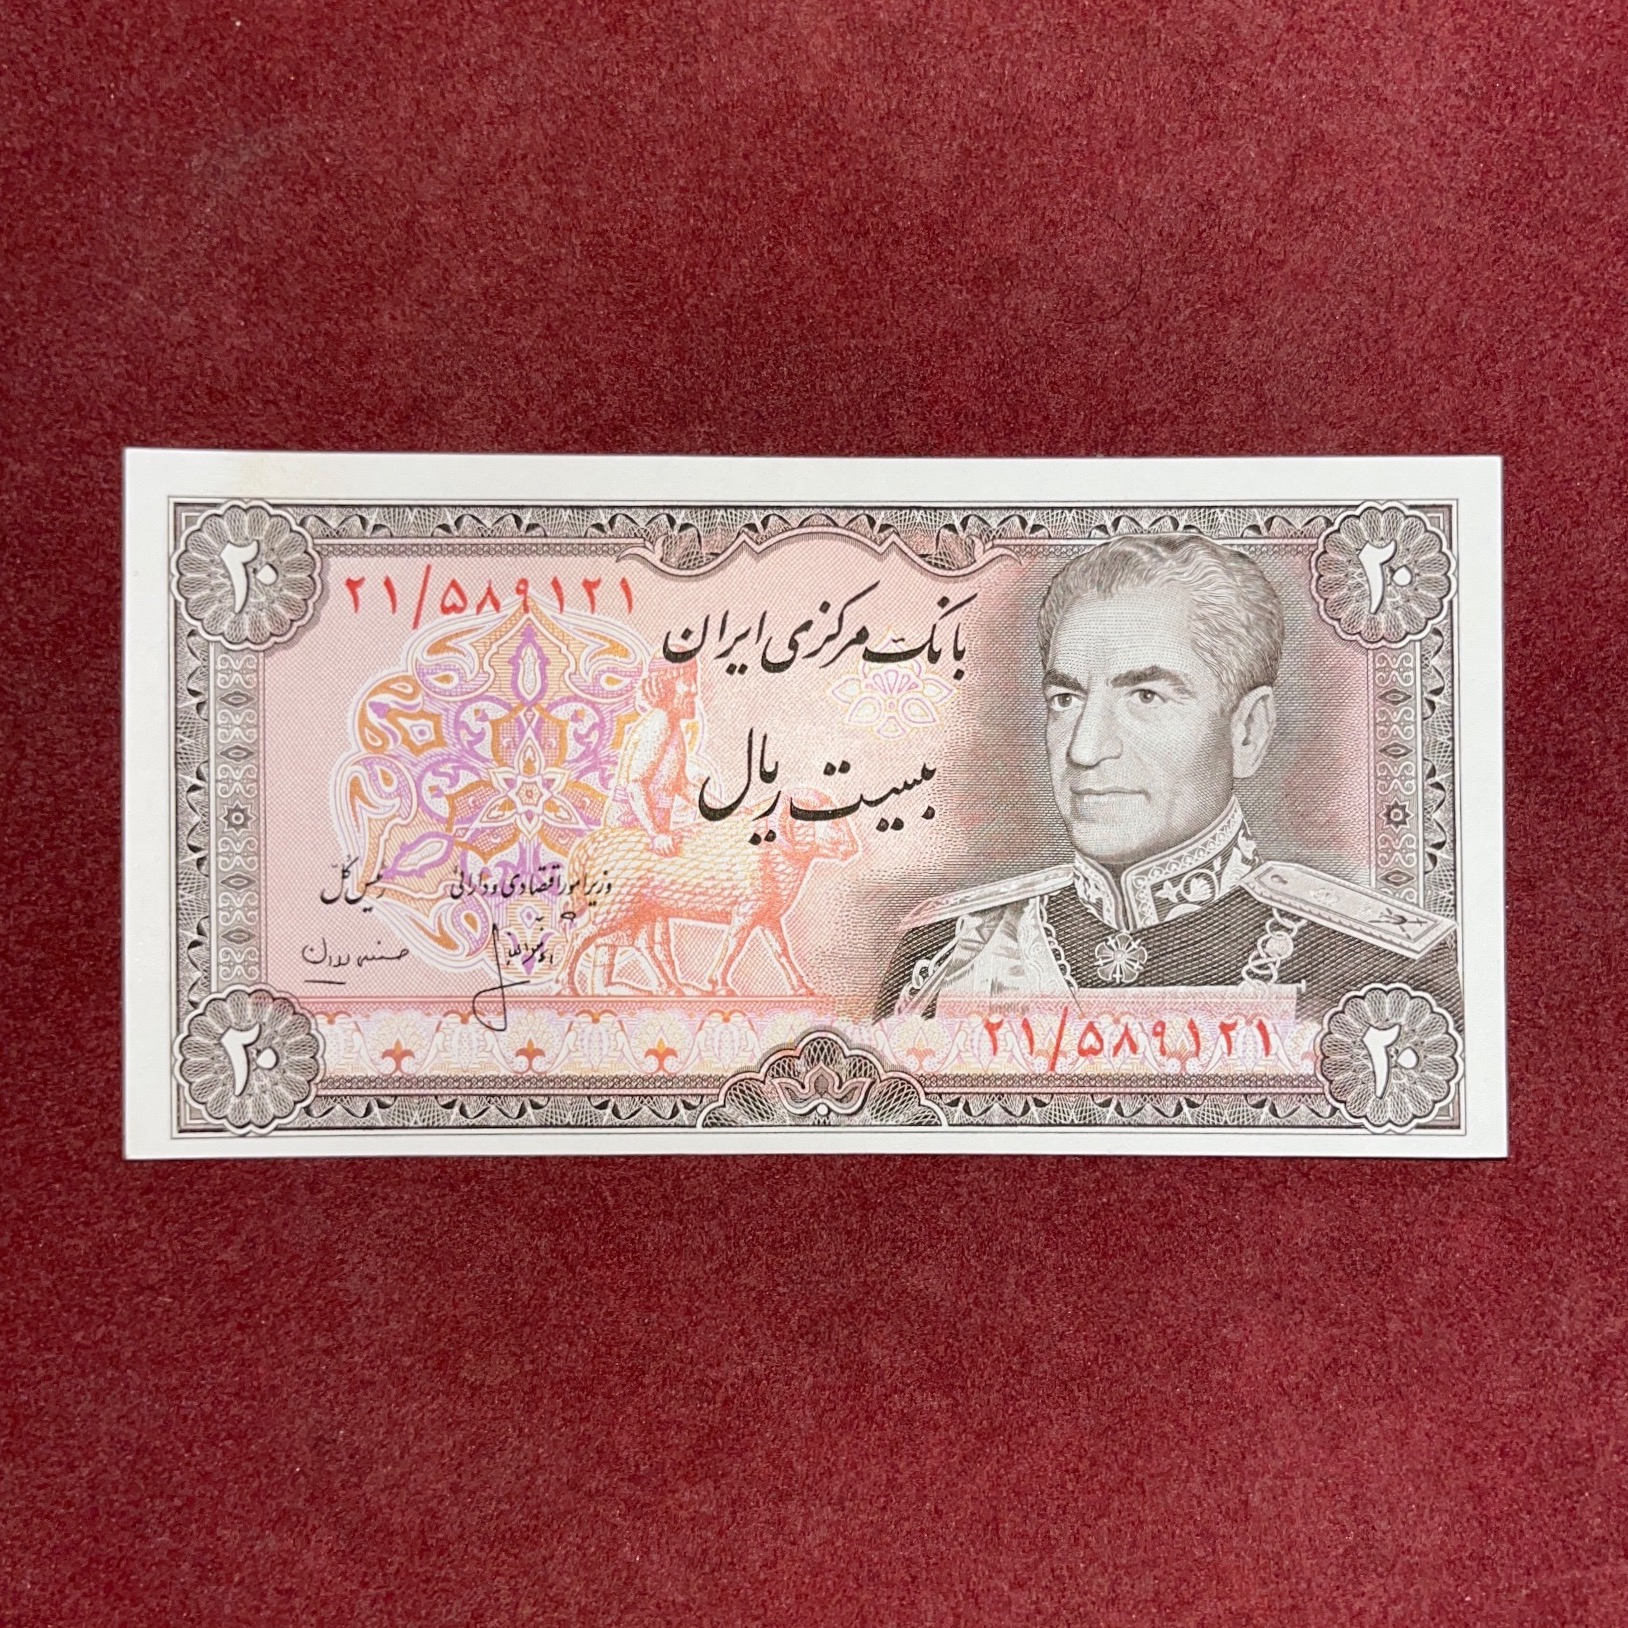 ۲۰
۲۰
۲۱/۵۸۹۱۲۱
بانک مرکزی ایران
بیست ریال
وزیر امور اقتصادی و دارائی
رئیس کل
۲۱/۵۸۹۱۲۱
۲۰
۲۰